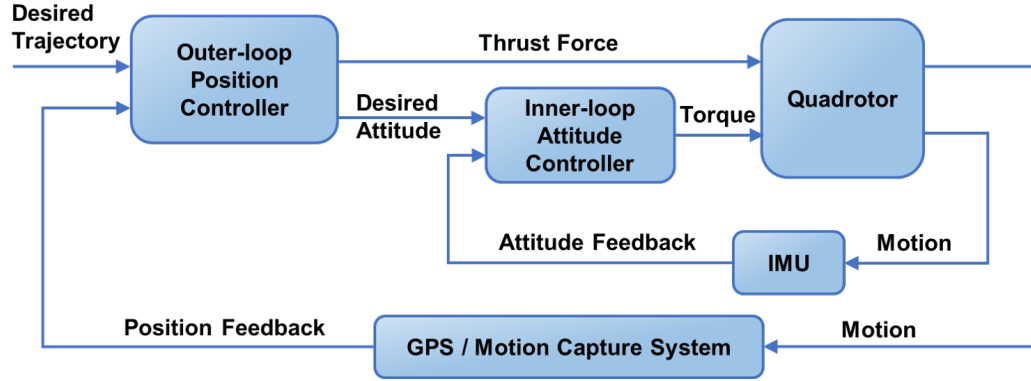 Desired
Trajectory
Outer-loop
Position
Controller
Thrust Force
Desired
Attitude
Inner-loop
Attitude
Controller
Torque
Quadrotor
Attitude Feedback
IMU
Motion
Position Feedback
GPS / Motion Capture System
Motion